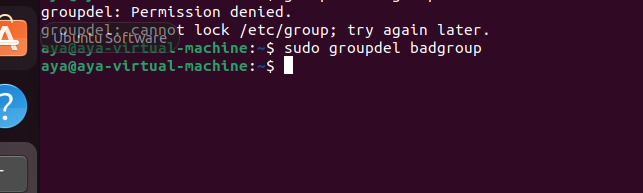 groupdel: Permission denied.
groupdel: cannot lock /etc/group; try again later.
Ubuntu Software
aya@aya-virtual-machine:~$ sudo groupdel badgroup
aya@aya-virtual-machine:~$